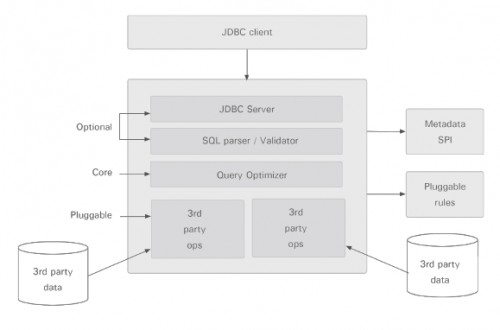 JDBC client
JDBC Server
Optional
SQL parser / Validator
Metadata
SPI
Core
Query Optimizer
Pluggable
rules
Pluggable
3rd
party
ops
3rd
party
ops
3rd party
data
3rd party
data